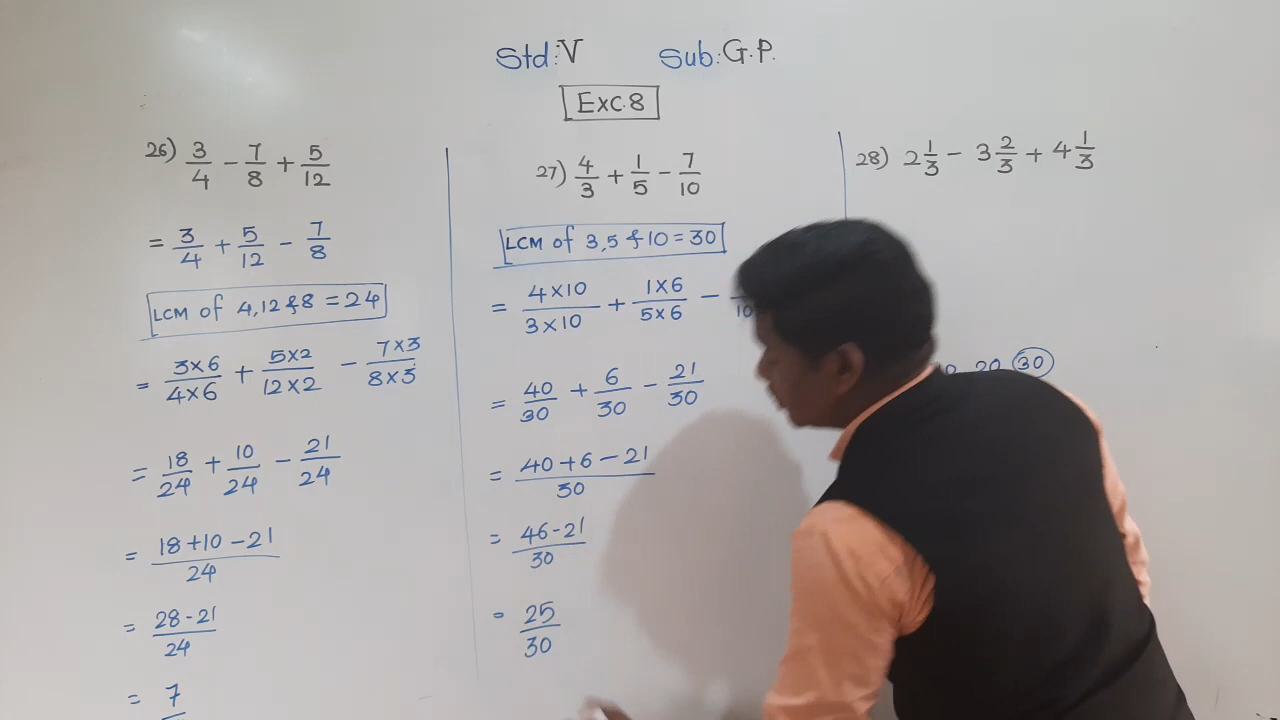 Std: V Sub: G.P.
Exc. 8
26) 3/4 - 7/8 + 5/12
= 3/4 + 5/12 - 7/8
LCM of 4, 12 & 8 = 24
= 3×6/4×6 + 5×2/12×2 - 7×3/8×3
= 18/24 + 10/24 - 21/24
= 18+10-21/24
= 28-21/24
= 7
27) 4/3 + 1/5 - 7/10
LCM of 3, 5 & 10 = 30
= 4×10/3×10 + 1×6/5×6 - /10
= 40/30 + 6/30 - 21/30
= 40+6-21/30
= 46-21/30
= 25/30
20 30
28) 2 1/3 - 3 2/3 + 4 1/3